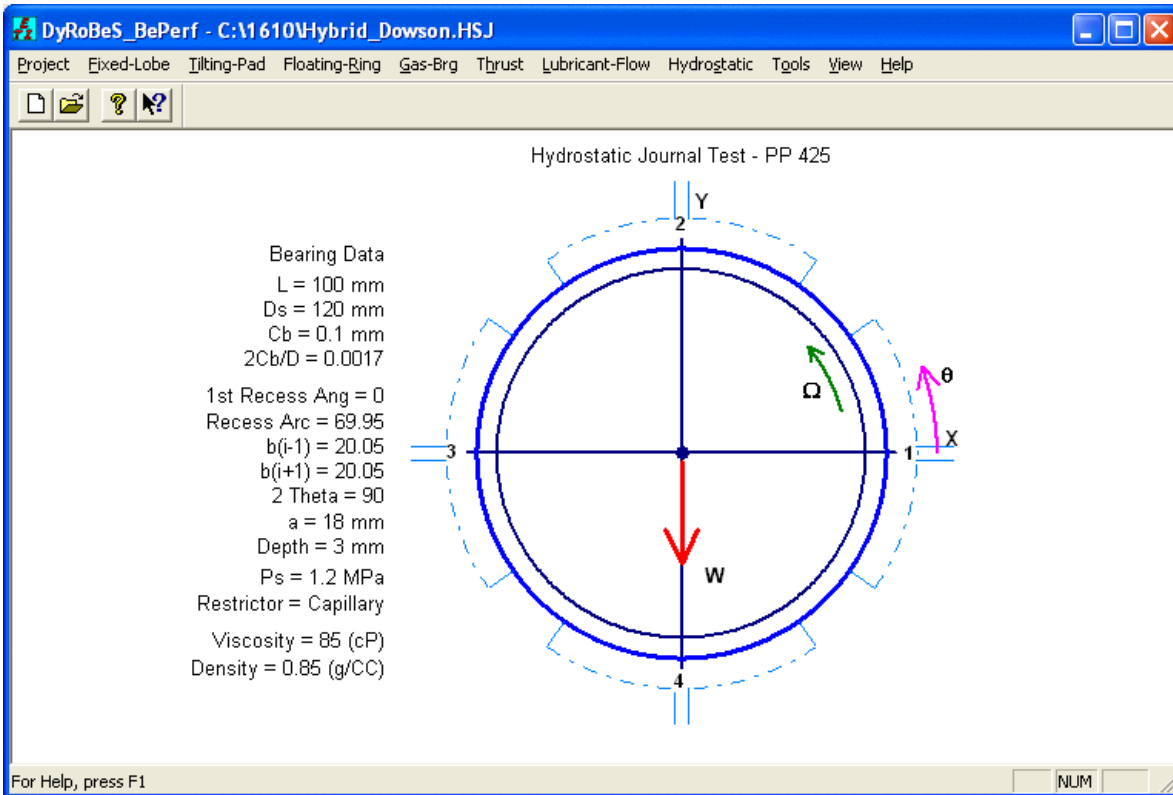 DyRoBeS_BePerf - C:\1610\Hybrid_Dowson.HSJ
Project Fixed-Lobe Tilting-Pad Floating-Ring Gas-Brg Thrust Lubricant-Flow Hydrostatic Tools View Help
Hydrostatic Journal Test - PP 425
Y
2
Bearing Data
L = 100 mm
Ds = 120 mm
Cb = 0.1 mm
2Cb/D = 0.0017
1st Recess Ang = 0
Recess Arc = 69.95
b(i-1) = 20.05
b(i+1) = 20.05
2 Theta = 90
a = 18 mm
Depth = 3 mm
Ps = 1.2 MPa
Restrictor = Capillary
Viscosity = 85 (cP)
Density = 0.85 (g/CC)
Ω
θ
X
3
1
W
4
For Help, press F1
NUM